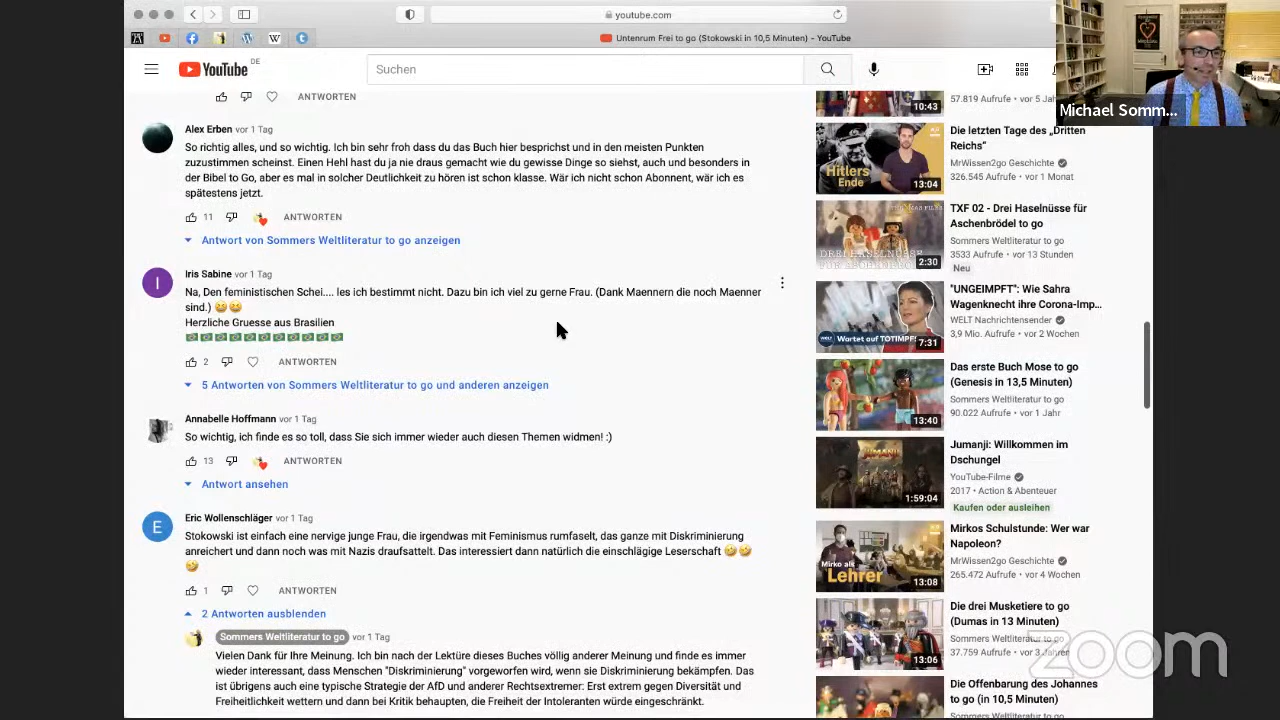 youtube.com
Untenrum Frei to go (Stokowski in 10,5 Minuten) - YouTube
YouTube DE
Suchen
Michael Somm...
ANTWORTEN
Alex Erben vor 1 Tag
So richtig alles, und so wichtig. Ich bin sehr froh dass du das Buch hier besprichst und in den meisten Punkten
zuzustimmen scheinst. Einen Hehl hast du ja nie draus gemacht wie du gewisse Dinge so siehst, auch und besonders in
der Bibel to Go, aber es mal in solcher Deutlichkeit zu hören ist schon klasse. Wär ich nicht schon Abonnent, wär ich es
spätestens jetzt.
11 ANTWORTEN
Antwort von Sommers Weltliteratur to go anzeigen
I
Iris Sabine vor 1 Tag
Na, Den feministischen Schei.... les ich bestimmt nicht. Dazu bin ich viel zu gerne Frau. (Dank Maennern die noch Maenner
sind.) 😄😄
Herzliche Gruesse aus Brasilien
🇧🇷🇧🇷🇧🇷🇧🇷🇧🇷🇧🇷🇧🇷🇧🇷🇧🇷🇧🇷🇧🇷
2 ANTWORTEN
5 Antworten von Sommers Weltliteratur to go und anderen anzeigen
Annabelle Hoffmann vor 1 Tag
So wichtig, ich finde es so toll, dass Sie sich immer wieder auch diesen Themen widmen! :)
13 ANTWORTEN
Antwort ansehen
E
Eric Wollenschläger vor 1 Tag
Stokowski ist einfach eine nervige junge Frau, die irgendwas mit Feminismus rumfaselt, das ganze mit Diskriminierung
anreichert und dann noch was mit Nazis draufsattelt. Das interessiert dann natürlich die einschlägige Leserschaft 🤣🤣
🤣
1 ANTWORTEN
2 Antworten ausblenden
Sommers Weltliteratur to go vor 1 Tag
Vielen Dank für Ihre Meinung. Ich bin nach der Lektüre dieses Buches völlig anderer Meinung und finde es immer
wieder interessant, dass Menschen "Diskriminierung" vorgeworfen wird, wenn sie Diskriminierung bekämpfen. Das
ist übrigens auch eine typische Strategie der AfD und anderer Rechtsextremer: Erst extrem gegen Diversität und
Freiheitlichkeit wettern und dann bei Kritik behaupten, die Freiheit der Intoleranten würde eingeschränkt.
10:43
57.819 Aufrufe • vor 5 Jah
Hitlers
Ende
13:04
Die letzten Tage des „Dritten
Reichs“
MrWissen2go Geschichte
326.545 Aufrufe • vor 1 Monat
DREI HASELNÜSSE
2:30
TXF 02 - Drei Haselnüsse für
Aschenbrödel to go
Sommers Weltliteratur to go
3533 Aufrufe • vor 13 Stunden
Neu
Wartet auf TOTIMPF
7:31
"UNGEIMPFT": Wie Sahra
Wagenknecht ihre Corona-Imp...
WELT Nachrichtensender
3,9 Mio. Aufrufe • vor 2 Wochen
13:40
Das erste Buch Mose to go
(Genesis in 13,5 Minuten)
Sommers Weltliteratur to go
90.022 Aufrufe • vor 1 Jahr
JUMANJI
1:59:04
Jumanji: Willkommen im
Dschungel
YouTube-Filme
2017 • Action & Abenteuer
Kaufen oder ausleihen
Mirko als
Lehrer
13:08
Mirkos Schulstunde: Wer war
Napoleon?
MrWissen2go Geschichte
265.472 Aufrufe • vor 4 Wochen
13:06
Die drei Musketiere to go
(Dumas in 13 Minuten)
Sommers Weltliteratur to go
37.759 Aufrufe • vor 3 Jahren
Die Offenbarung des Johannes
to go (in 10,5 Minuten)
Sommers Weltliteratur to go
zoom